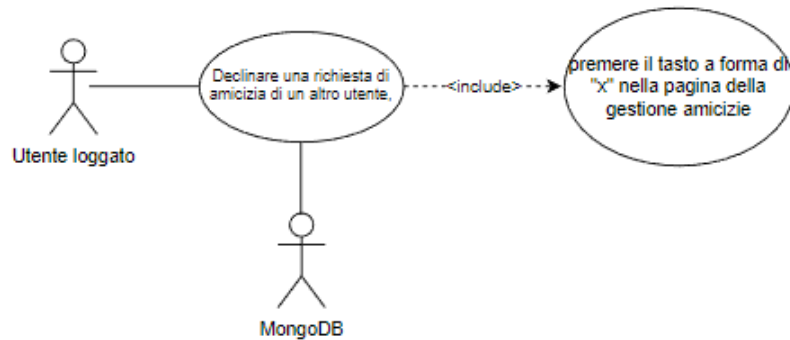 Declinare una richiesta di
amicizia di un altro utente,
<include>
premere il tasto a forma di
"x" nella pagina della
gestione amicizie
Utente loggato
MongoDB